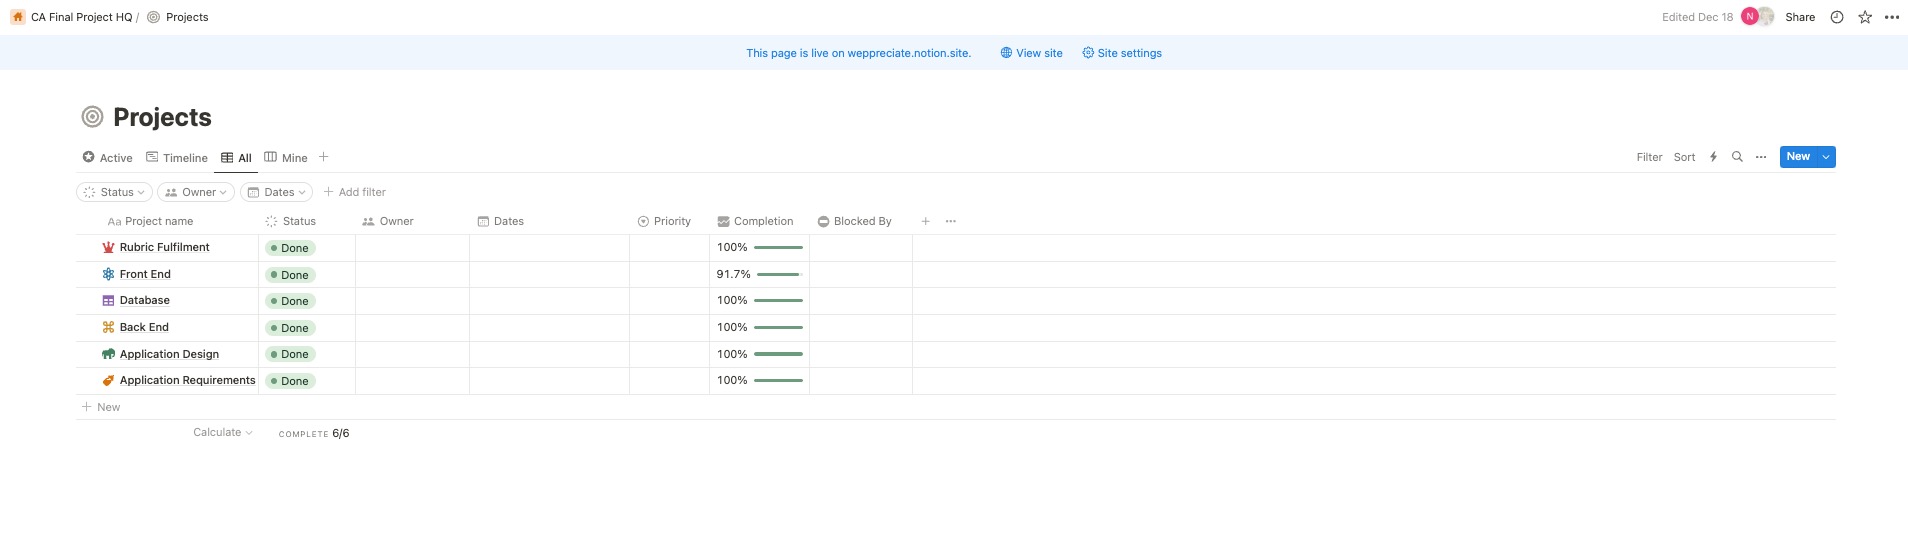 CA Final Project HQ / Projects
Edited Dec 18 N Share
This page is live on weppreciate.notion.site. View site Site settings
Projects
Active Timeline All Mine
Filter Sort New
Status Owner Dates Add filter
Aa Project name Status Owner Dates Priority Completion Blocked By
Rubric Fulfilment Done 100%
Front End Done 91.7%
Database Done 100%
Back End Done 100%
Application Design Done 100%
Application Requirements Done 100%
New
Calculate COMPLETE 6/6